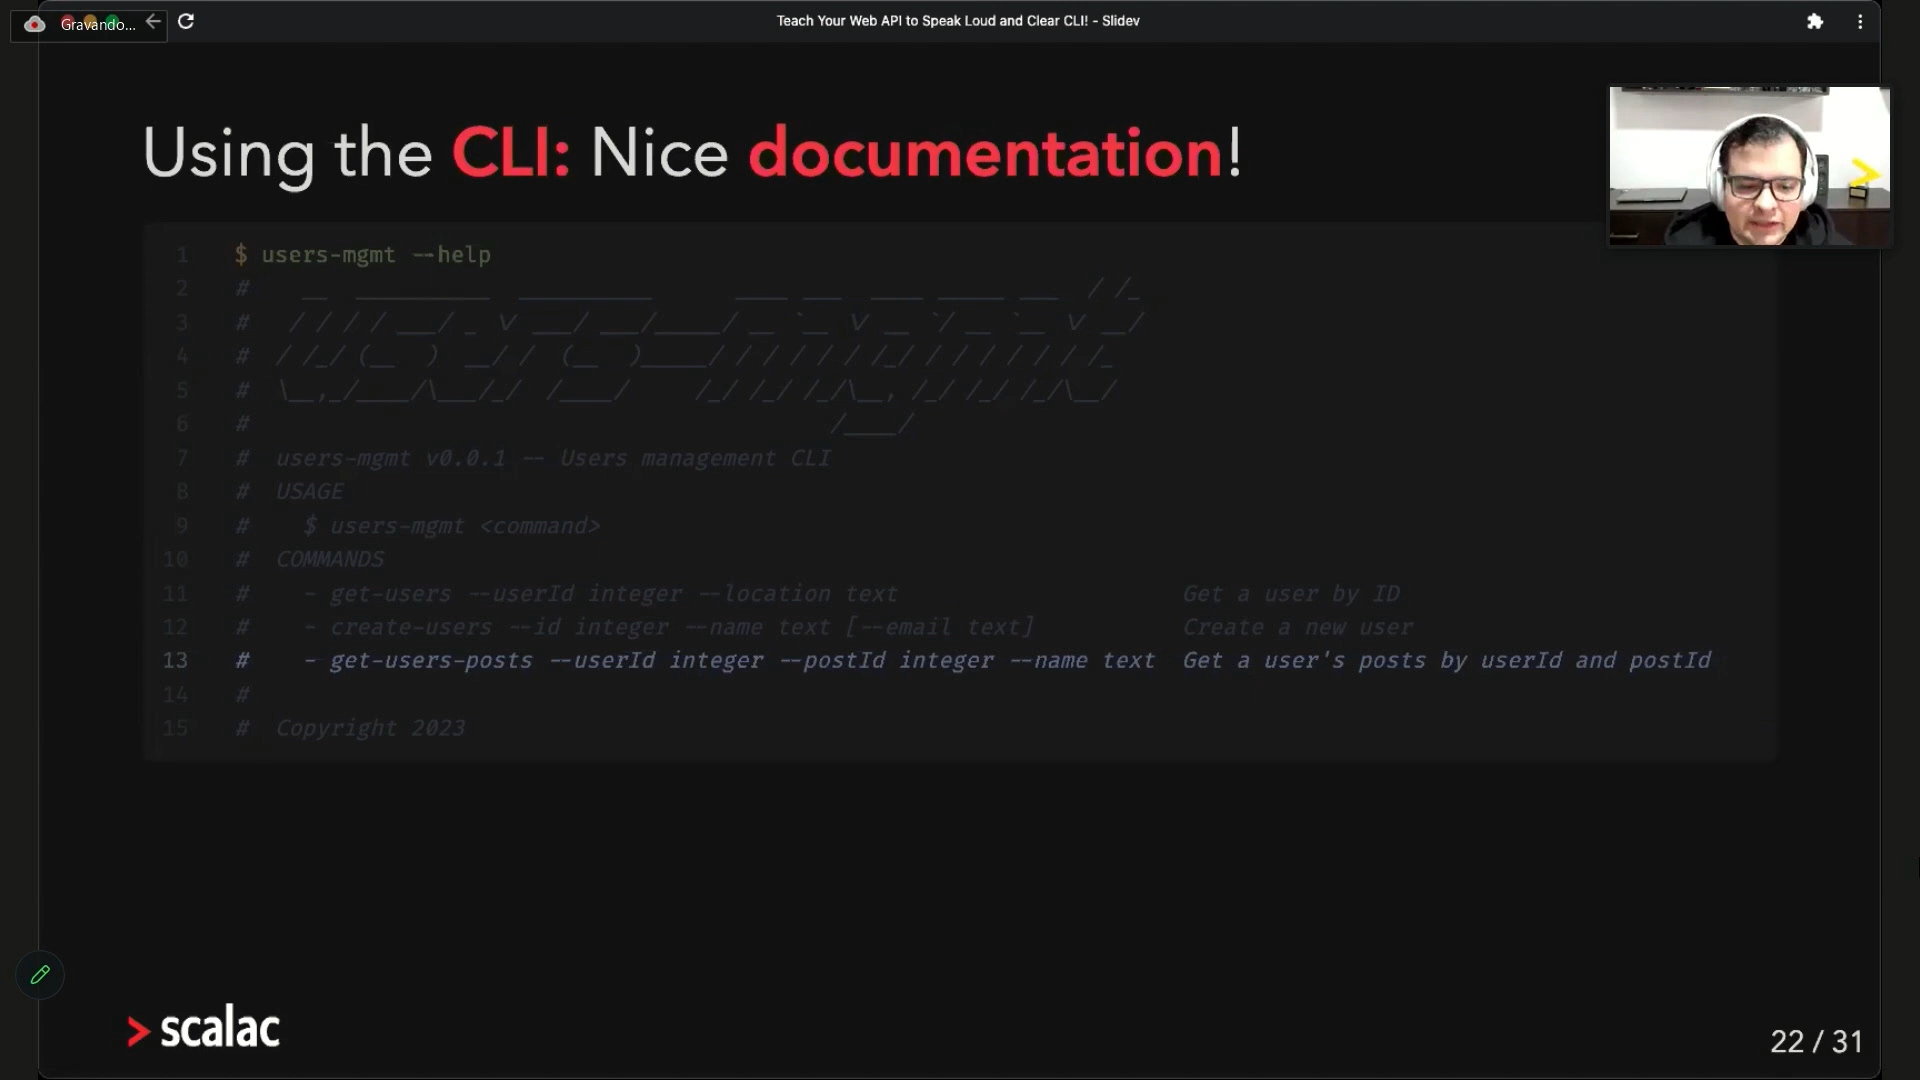 Gravando...
Teach Your Web API to Speak Loud and Clear CLI! - Slidev
Using the CLI: Nice documentation!
1 $ users-mgmt --help
2 #
3 #
4 #
5 #
6 #
7 # users-mgmt v0.0.1 -- Users management CLI
8 # USAGE
9 # $ users-mgmt <command>
10 # COMMANDS
11 # - get-users --userId integer --location text Get a user by ID
12 # - create-users --id integer --name text [--email text] Create a new user
13 # - get-users-posts --userId integer --postId integer --name text Get a user's posts by userId and postId
14 #
15 # Copyright 2023
> scalac
22 / 31